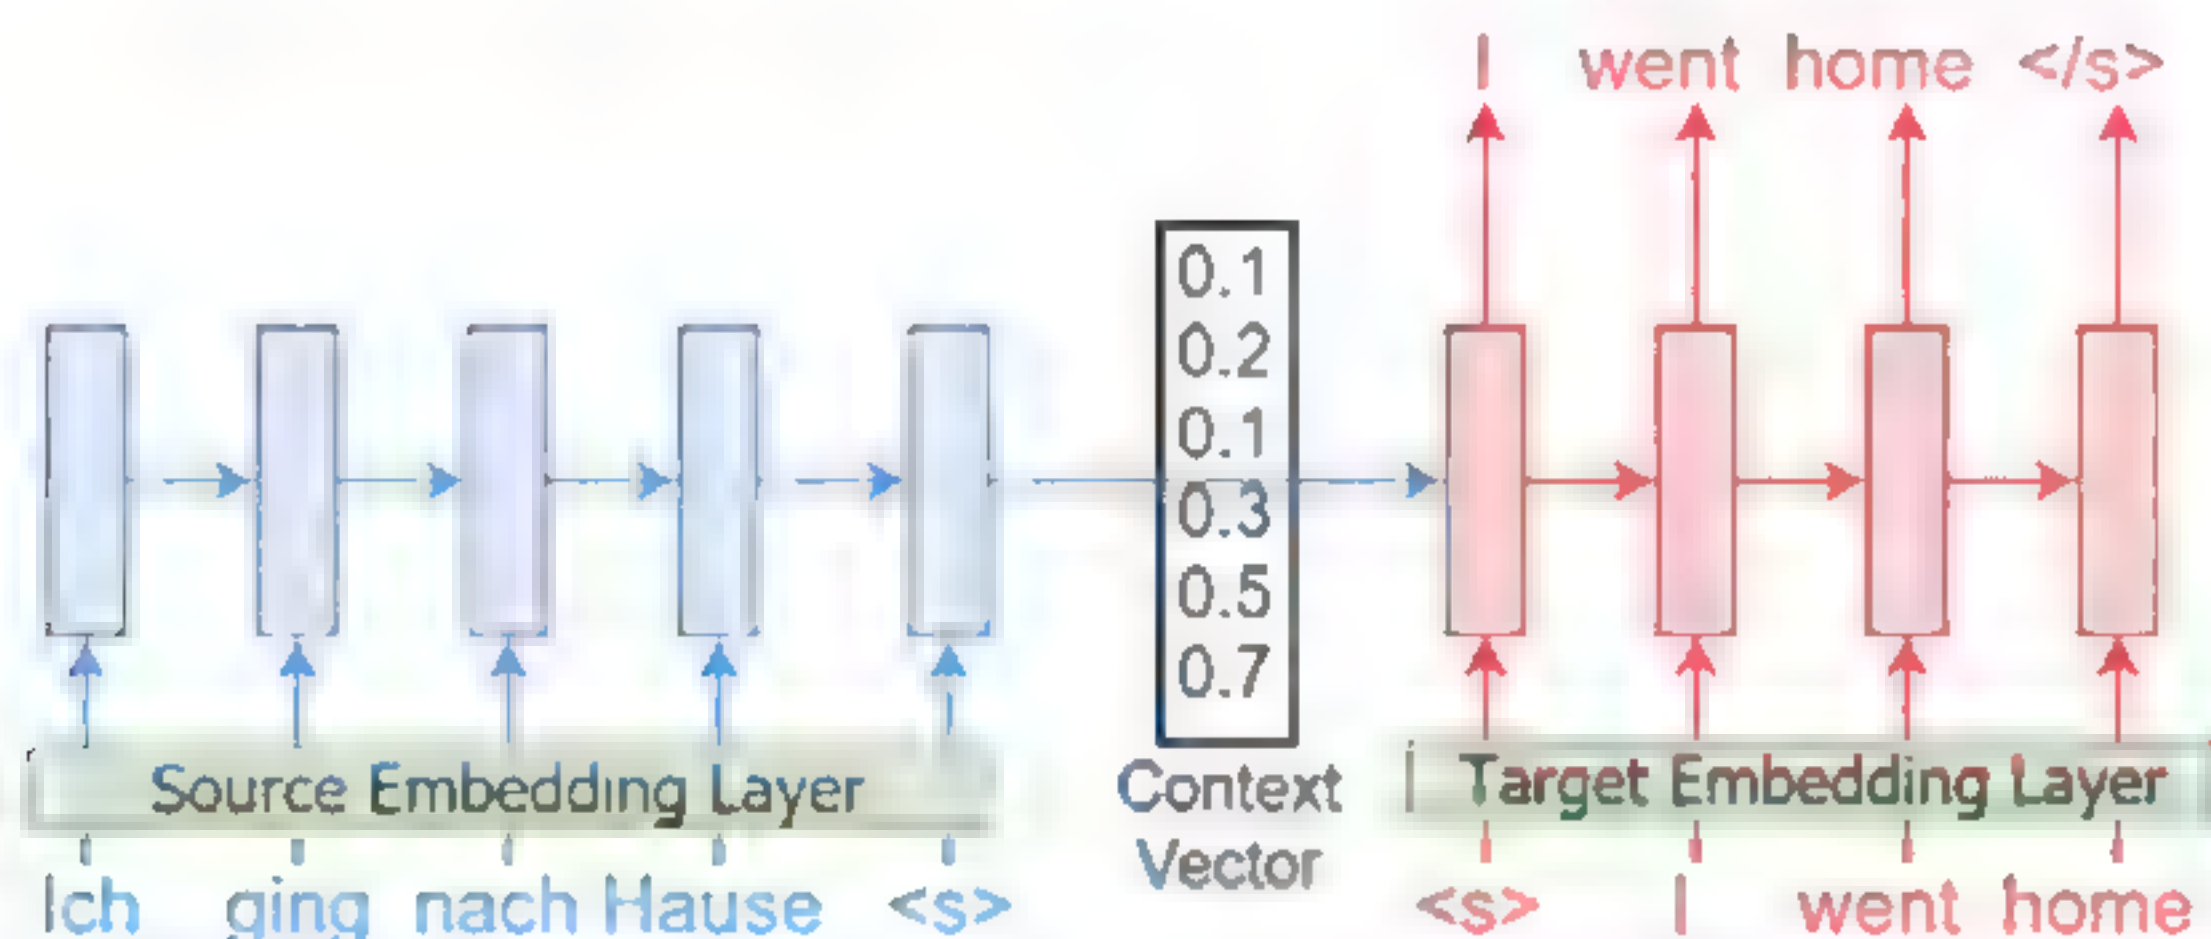 I went home </s>
0.1
0.2
0.1
0.3
0.5
0.7
Source Embedding Layer
Context
Vector
Target Embedding Layer
Ich ging nach Hause <s>
<s> I went home